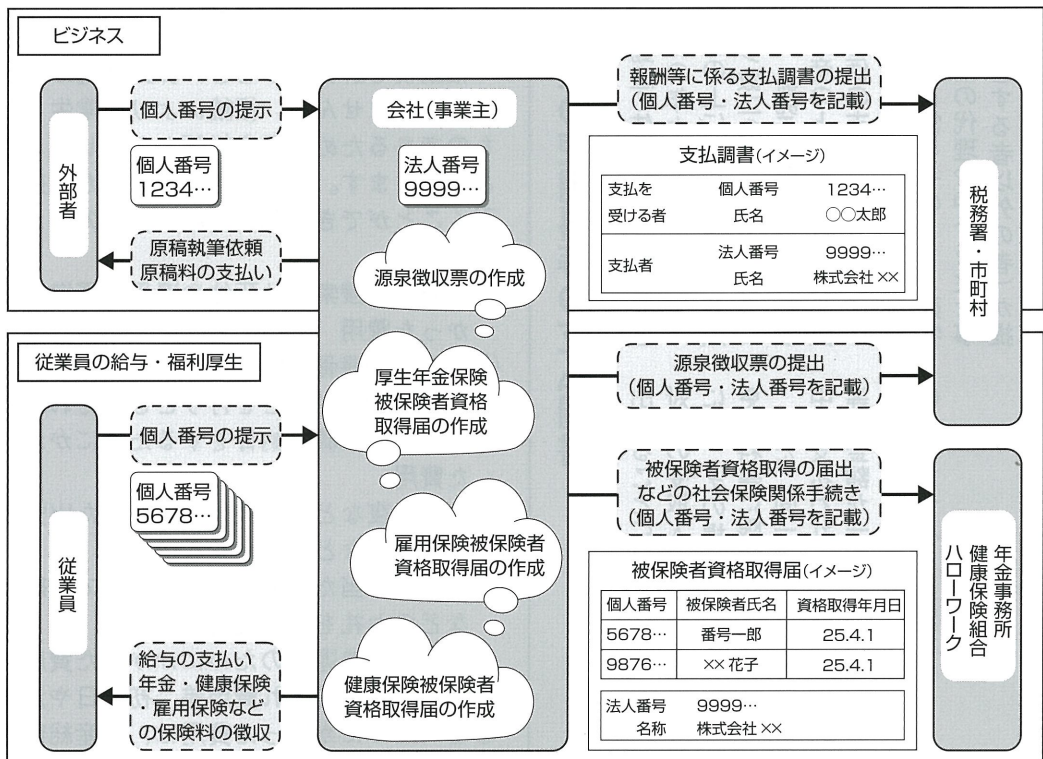 ビジネス
外部者
個人番号の提示
個人番号
1234…
原稿執筆依頼
原稿料の支払い
会社(事業主)
法人番号
9999…
源泉徴収票の作成
厚生年金保険
被保険者資格
取得届の作成
雇用保険被保険者
資格取得届の作成
健康保険被保険者
資格取得届の作成
報酬等に係る支払調書の提出
(個人番号・法人番号を記載)
支払調書(イメージ)
支払を 個人番号 1234…
受ける者 氏名 〇〇太郎
支払者 法人番号 9999…
氏名 株式会社××
税務署・市町村
従業員の給与・福利厚生
従業員
個人番号の提示
個人番号
5678…
給与の支払い
年金・健康保険
・雇用保険など
の保険料の徴収
源泉徴収票の提出
(個人番号・法人番号を記載)
被保険者資格取得の届出
などの社会保険関係手続き
(個人番号・法人番号を記載)
被保険者資格取得届(イメージ)
個人番号 被保険者氏名 資格取得年月日
5678… 番号一郎 25.4.1
9876… ××花子 25.4.1
法人番号 9999…
名称 株式会社××
年金事務所
健康保険組合
ハローワーク